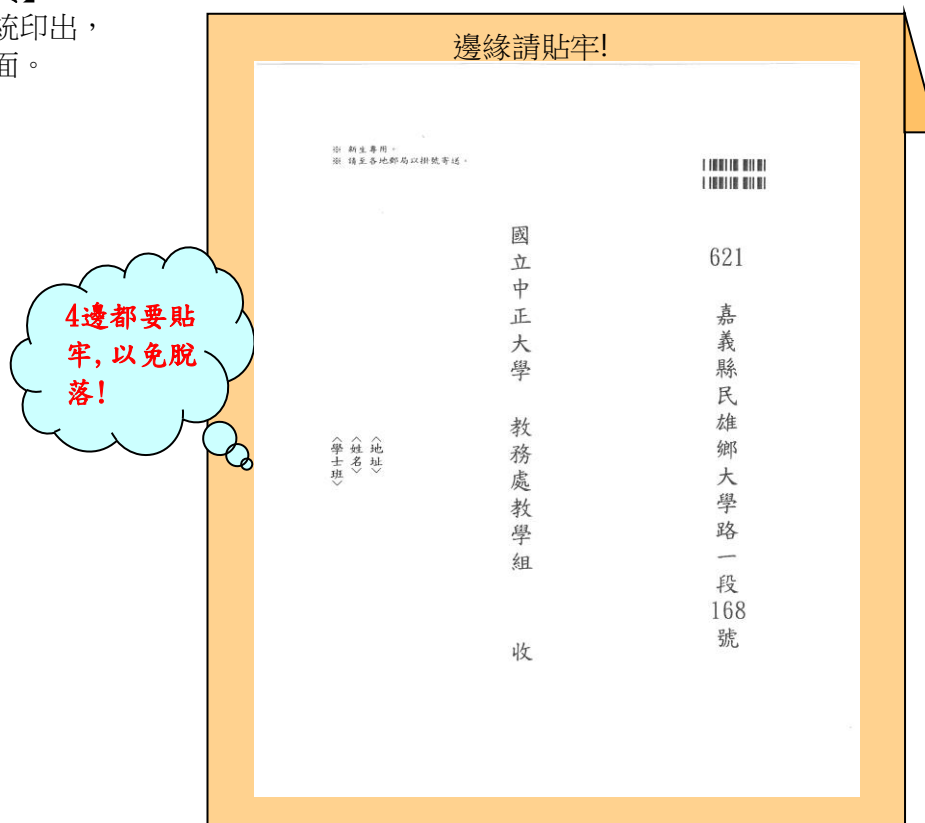 統印出，
面。
邊緣請貼牢!
※ 新生專用。
※ 請至各地郵局以掛號寄送。
621 嘉義縣民雄鄉大學路一段168號
國立中正大學 教務處教學組 收
〈地址〉
〈姓名〉
〈學士班〉
4邊都要貼
牢,以免脫
落!